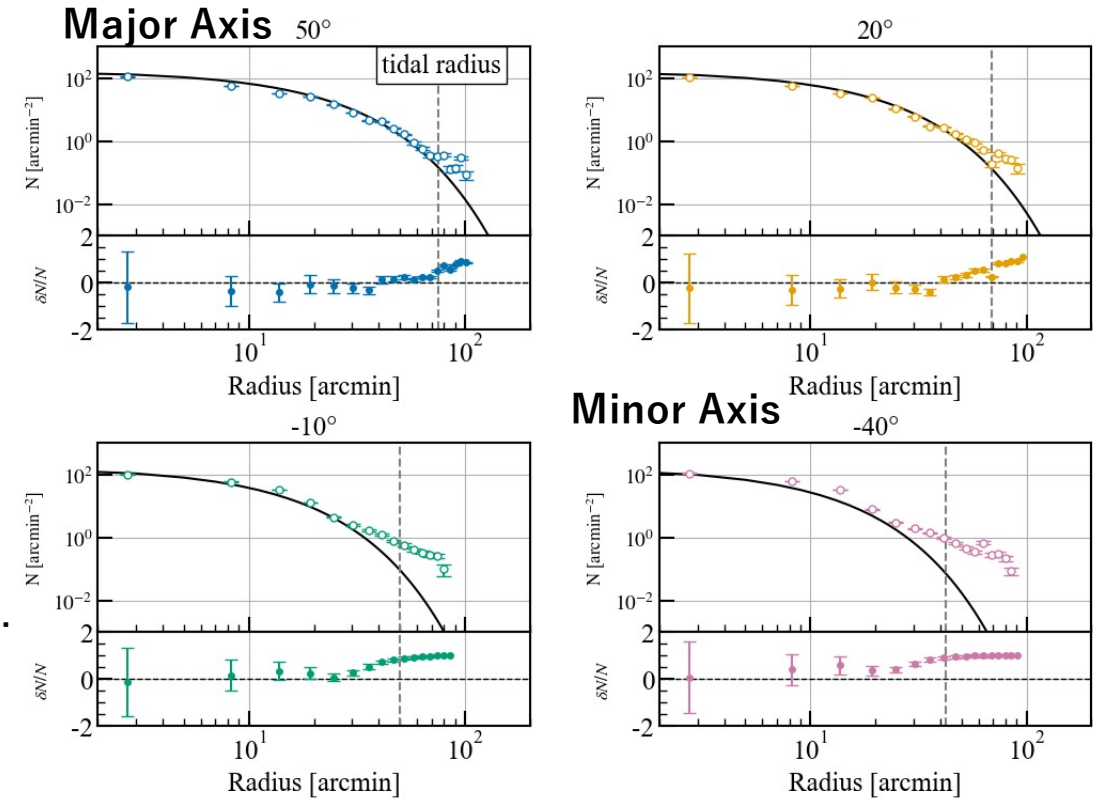 Major Axis 50°
tidal radius
N [arcmin⁻²]
10²
10⁰
10⁻²
2
0
-2
δN/N
10¹ 10²
Radius [arcmin]
20°
N [arcmin⁻²]
10²
10⁰
10⁻²
2
0
-2
δN/N
10¹ 10²
Radius [arcmin]
-10°
N [arcmin⁻²]
10²
10⁰
10⁻²
2
0
-2
δN/N
10¹ 10²
Radius [arcmin]
Minor Axis
-40°
N [arcmin⁻²]
10²
10⁰
10⁻²
2
0
-2
δN/N
10¹ 10²
Radius [arcmin]
.